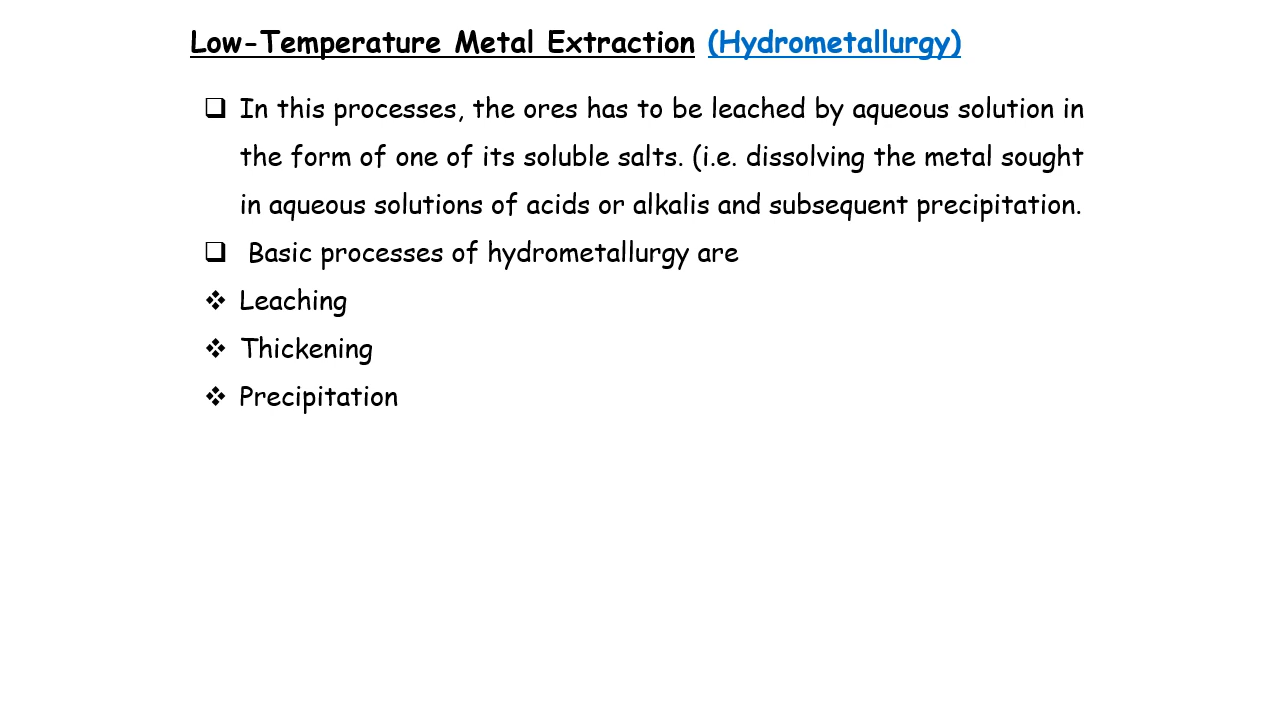 Low-Temperature Metal Extraction (Hydrometallurgy)
❑ In this processes, the ores has to be leached by aqueous solution in
the form of one of its soluble salts. (i.e. dissolving the metal sought
in aqueous solutions of acids or alkalis and subsequent precipitation.
❑ Basic processes of hydrometallurgy are
❖ Leaching
❖ Thickening
❖ Precipitation